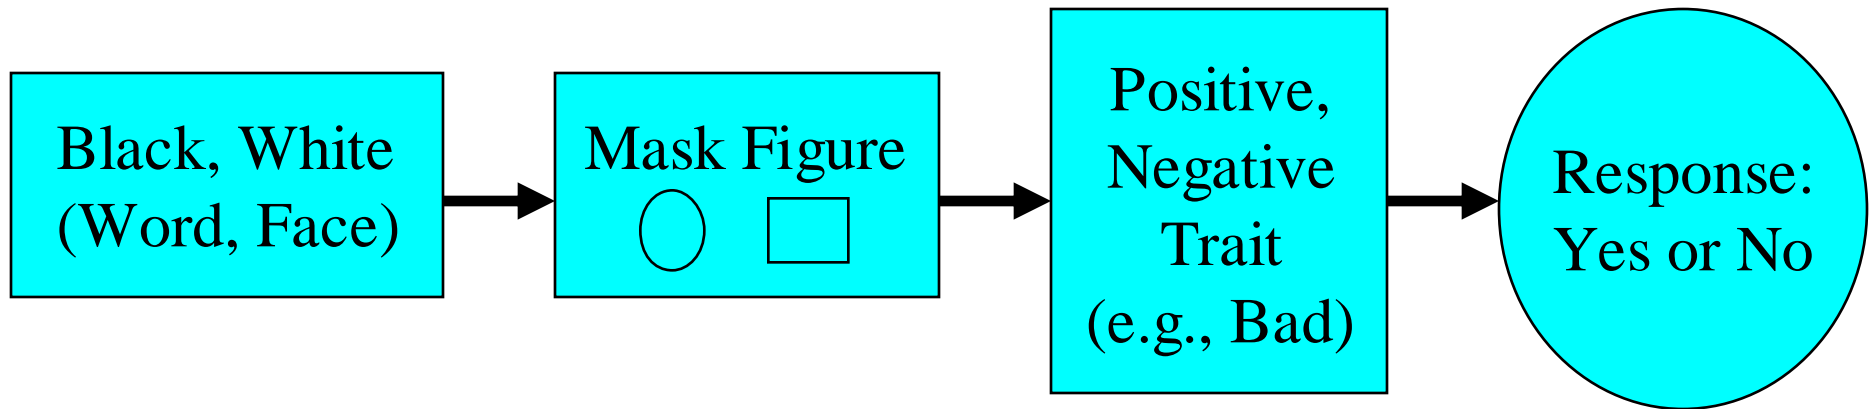 Black, White
(Word, Face)
Mask Figure
Positive,
Negative
Trait
(e.g., Bad)
Response:
Yes or No